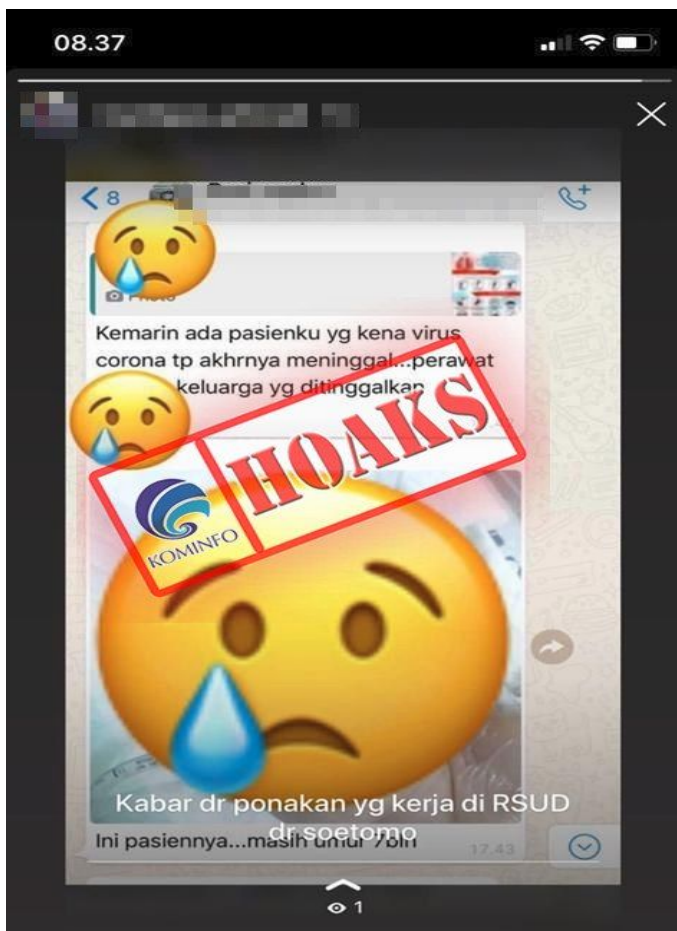 08.37
8
Photo
Kemarin ada pasienku yg kena virus
corona tp akhrnya meninggal...perawat
keluarga yg ditinggalkan
HOAKS
KOMINFO
Kabar dr ponakan yg kerja di RSUD
dr soetomo
Ini pasiennya...masih umur 7bln
17.43
1